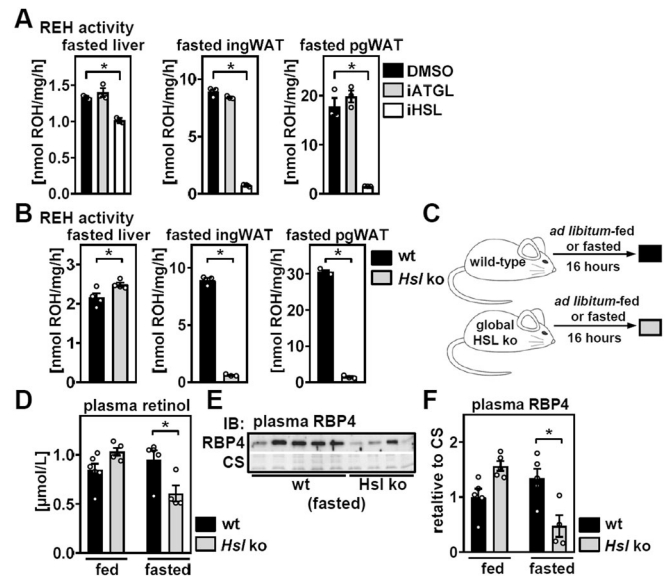 A
REH activity
fasted liver
fasted ingWAT
fasted pgWAT
[nmol ROH/mg/h]
1.5
1.0
0.5
0.0
*
[nmol ROH/mg/h]
10
5
0
*
[nmol ROH/mg/h]
20
15
10
5
0
*
DMSO
iATGL
iHSL
B
REH activity
fasted liver
fasted ingWAT
fasted pgWAT
[nmol ROH/mg/h]
3
2
1
0
*
[nmol ROH/mg/h]
10
5
0
*
[nmol ROH/mg/h]
30
20
10
0
*
wt
Hsl ko
C
wild-type
ad libitum-fed
or fasted
16 hours
global
HSL ko
ad libitum-fed
or fasted
16 hours
D
plasma retinol
[µmol/L]
1.0
0.5
0.0
*
fed
fasted
wt
Hsl ko
E
IB: plasma RBP4
RBP4
CS
wt
Hsl ko
(fasted)
F
plasma RBP4
retaltive to CS
2
1
0
*
fed
fasted
wt
Hsl ko